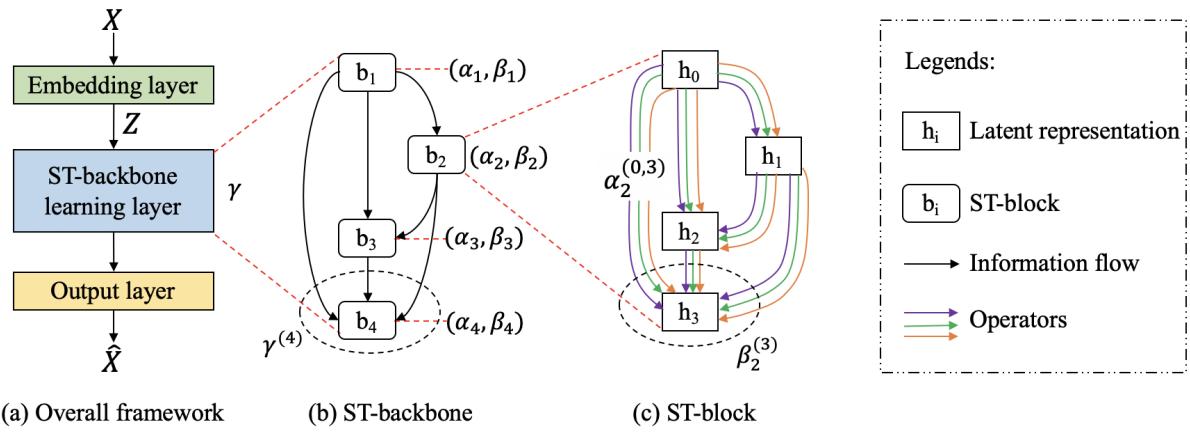 X
Embedding layer
Z
ST-backbone
learning layer
γ
Output layer
X̂
(a) Overall framework
b₁
(α₁, β₁)
b₂
(α₂, β₂)
b₃
(α₃, β₃)
b₄
(α₄, β₄)
γ⁽⁴⁾
(b) ST-backbone
h₀
h₁
α₂⁽⁰,³⁾
h₂
h₃
β₂⁽³⁾
(c) ST-block
Legends:
hᵢ Latent representation
bᵢ ST-block
Information flow
Operators